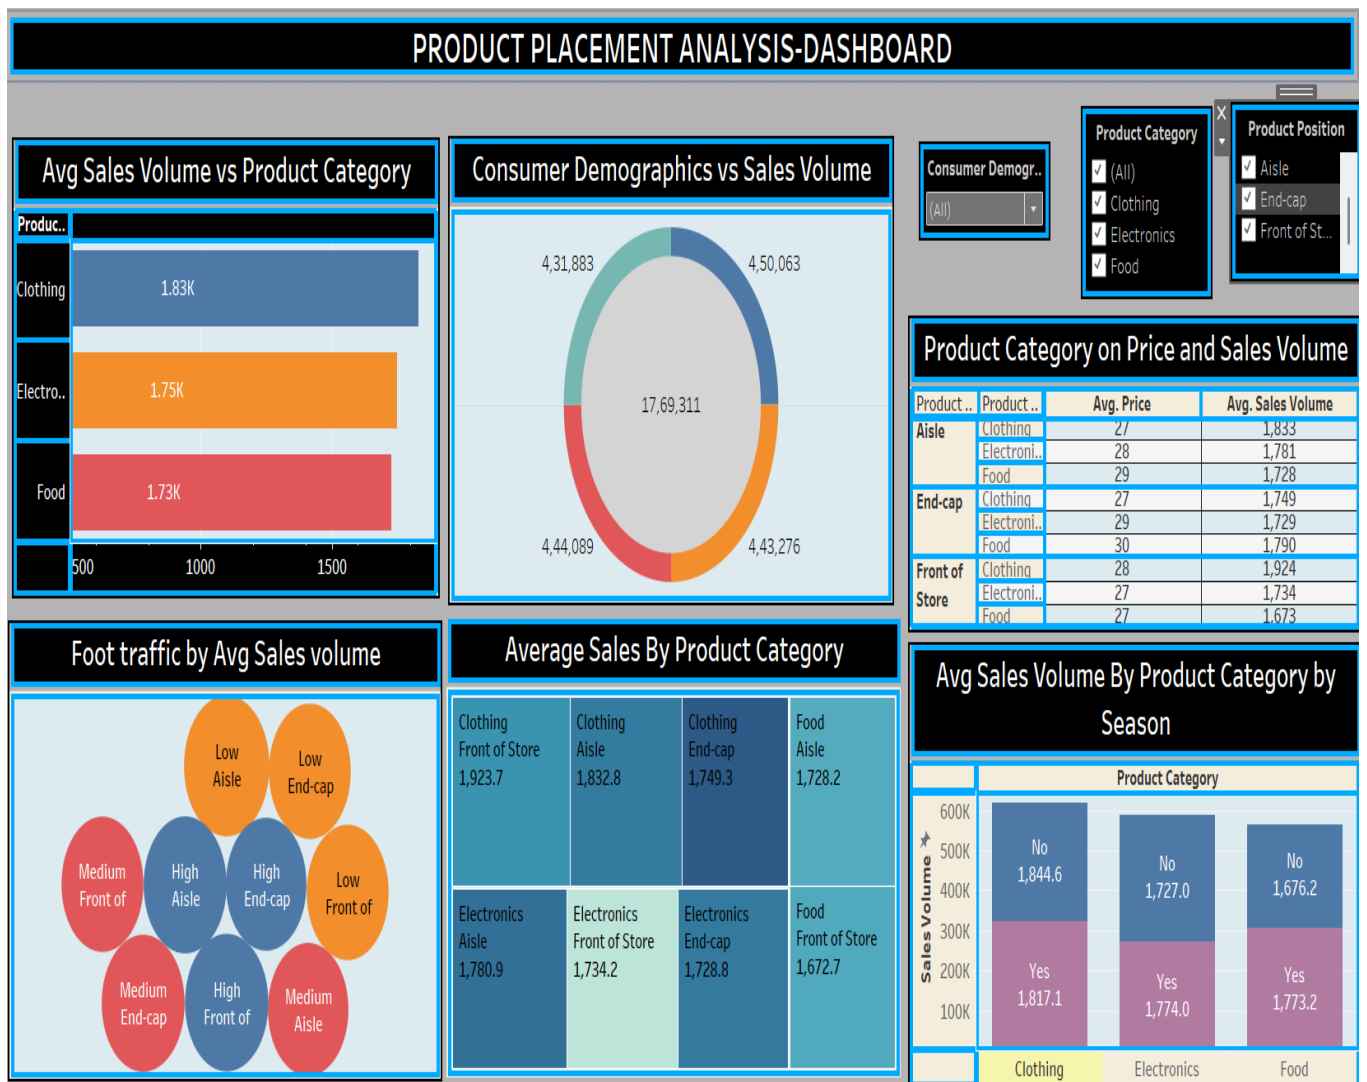 PRODUCT PLACEMENT ANALYSIS-DASHBOARD
Avg Sales Volume vs Product Category
Produc..
Clothing
1.83K
Electro..
1.75K
Food
1.73K
500 1000 1500
Consumer Demographics vs Sales Volume
4,31,883
4,50,063
17,69,311
4,44,089
4,43,276
Consumer Demogr..
(All)
Product Category
(All)
Clothing
Electronics
Food
Product Position
Aisle
End-cap
Front of St...
Product Category on Price and Sales Volume
Product .. Product .. Avg. Price Avg. Sales Volume
Aisle Clothing 27 1,833
Electroni.. 28 1,781
Food 29 1,728
End-cap Clothing 27 1,749
Electroni.. 29 1,729
Food 30 1,790
Front of Clothing 28 1,924
Store Electroni.. 27 1,734
Food 27 1,673
Foot traffic by Avg Sales volume
Low
Aisle
Low
End-cap
Medium
Front of
High
Aisle
High
End-cap
Low
Front of
Medium
End-cap
High
Front of
Medium
Aisle
Average Sales By Product Category
Clothing
Front of Store
1,923.7
Clothing
Aisle
1,832.8
Clothing
End-cap
1,749.3
Food
Aisle
1,728.2
Electronics
Aisle
1,780.9
Electronics
Front of Store
1,734.2
Electronics
End-cap
1,728.8
Food
Front of Store
1,672.7
Avg Sales Volume By Product Category by
Season
Product Category
Sales Volume
600K
500K
400K
300K
200K
100K
No
1,844.6
Yes
1,817.1
No
1,727.0
Yes
1,774.0
No
1,676.2
Yes
1,773.2
Clothing Electronics Food